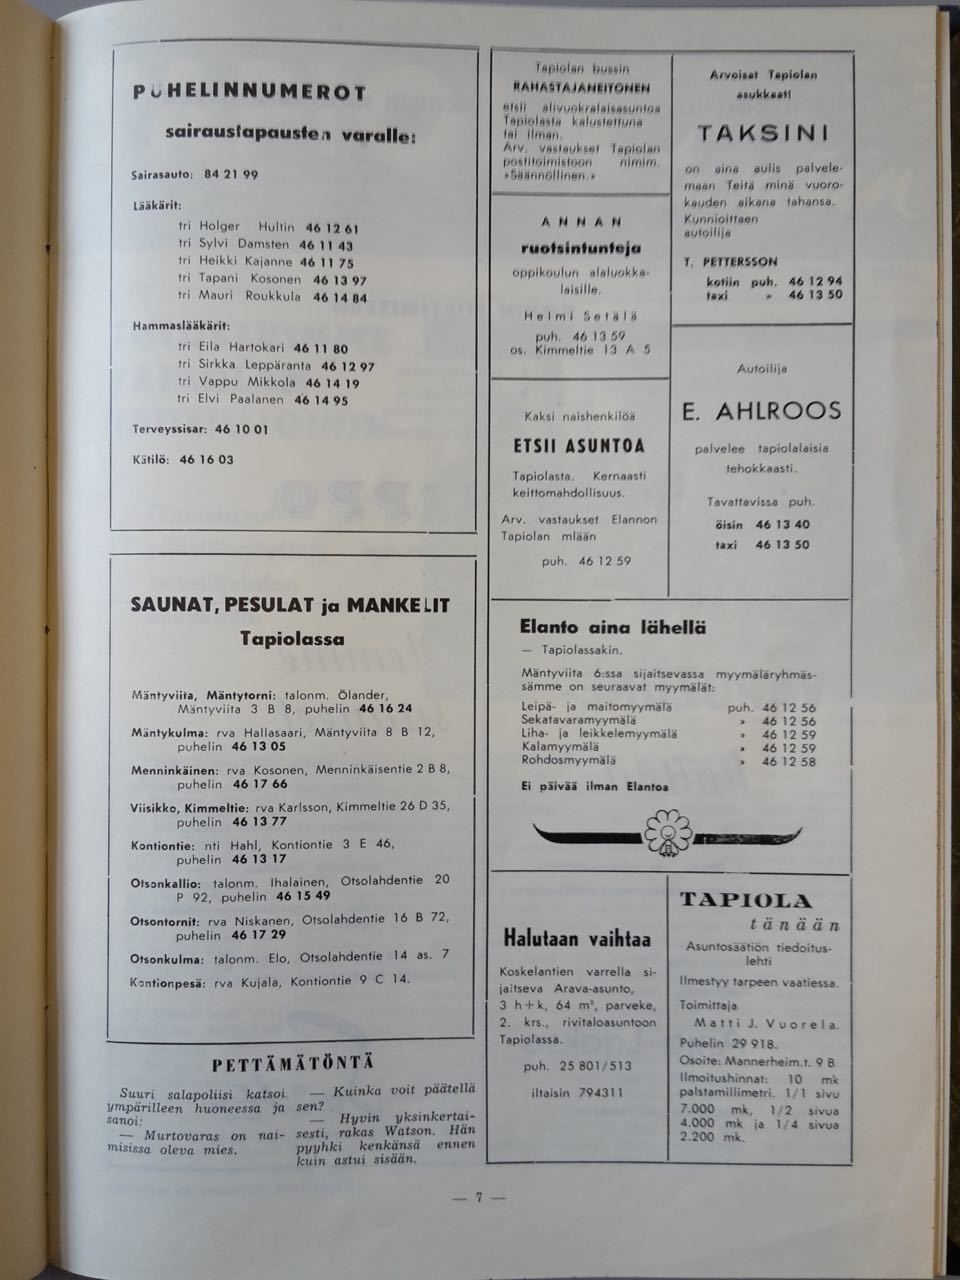 PUHELINNUMEROT
sairaustapausten varalle:
Sairasauto: 84 21 99
Lääkärit:
tri Holger Hultin 46 12 61
tri Sylvi Damsten 46 11 43
tri Heikki Kajanne 46 11 75
tri Tapani Kosonen 46 13 97
tri Mauri Roukkula 46 14 84
Hammaslääkärit:
tri Eila Hartokari 46 11 80
tri Sirkka Leppäranta 46 12 97
tri Vappu Mikkola 46 14 19
tri Elvi Paalanen 46 14 95
Terveyssisar: 46 10 01
Kätilö: 46 16 03
SAUNAT, PESULAT ja MANKELIT
Tapiolassa
Mäntyviita, Mäntytorni: talonm. Ölander,
Mäntyviita 3 B 8, puhelin 46 16 24
Mäntykulma: rva Hallasaari, Mäntyviita 8 B 12,
puhelin 46 13 05
Menninkäinen: rva Kosonen, Menninkäisentie 2 B 8,
puhelin 46 17 66
Viisikko, Kimmeltie: rva Karlsson, Kimmeltie 26 D 35,
puhelin 46 13 77
Kontiontie: nti Hahl, Kontiontie 3 E 46,
puhelin 46 13 17
Otsonkallio: talonm. Ihalainen, Otsolahdentie 20
P 92, puhelin 46 15 49
Otsontornit: rva Niskanen, Otsolahdentie 16 B 72,
puhelin 46 17 29
Otsonkulma: talonm. Elo, Otsolahdentie 14 as. 7
Kontionpesä: rva Kujala, Kontiontie 9 C 14.
PETTÄMÄTÖNTÄ
Suuri salapoliisi katsoi
ympärilleen huoneessa ja
sanoi:
— Murtovaras on nai-
misissa oleva mies.
— Kuinka voit päätellä
sen?
— Hyvin yksinkertai-
sesti, rakas Watson. Hän
pyyhki kenkänsä ennen
kuin astui sisään.
Tapiolan bussin
RAHASTAJANEITONEN
etsii alivuokralaisasuntoa
Tapiolasta kalustettuna
tai ilman.
Arv. vastaukset Tapiolan
postitoimistoon nimim.
»Säännöllinen.»
ANNAN
ruotsintunteja
oppikoulun alaluokka-
laisille.
Helmi Setälä
puh. 46 13 59
os. Kimmeltie 13 A 5
Kaksi naishenkilöä
ETSII ASUNTOA
Tapiolasta. Kernaasti
keittomahdollisuus.
Arv. vastaukset Elannon
Tapiolan mlään
puh. 46 12 59
Arvoisat Tapiolan
asukkaat!
TAKSINI
on aina aulis palvele-
maan Teitä minä vuoro-
kauden aikana tahansa.
Kunnioittaen
autoilija
T. PETTERSSON
kotiin puh. 46 12 94
taxi » 46 13 50
Autoilija
E. AHLROOS
palvelee tapiolalaisia
tehokkaasti.
Tavattavissa puh.
öisin 46 13 40
taxi 46 13 50
Elanto aina lähellä
— Tapiolassakin.
Mäntyviita 6:ssa sijaitsevassa myymäläryhmäs-
sämme on seuraavat myymälät:
Leipä- ja maitomyymälä puh. 46 12 56
Sekatavaramyymälä » 46 12 56
Liha- ja leikkelemyymälä » 46 12 59
Kalamyymälä » 46 12 59
Rohdosmyymälä » 46 12 58
Ei päivää ilman Elantoa
Halutaan vaihtaa
Koskelantien varrella si-
jaitseva Arava-asunto,
3 h+k, 64 m², parveke,
2. krs., rivitaloasuntoon
Tapiolassa.
puh. 25 801/513
iltaisin 794311
TAPIOLA
tänään
Asuntosäätiön tiedoitus-
lehti
Ilmestyy tarpeen vaatiessa.
Toimittaja
Matti J. Vuorela.
Puhelin 29 918.
Osoite: Mannerheim.t. 9 B
Ilmoitushinnat: 10 mk
palstamillimetri. 1/1 sivu
7.000 mk, 1/2 sivua
4.000 mk ja 1/4 sivua
2.200 mk.
— 7 —